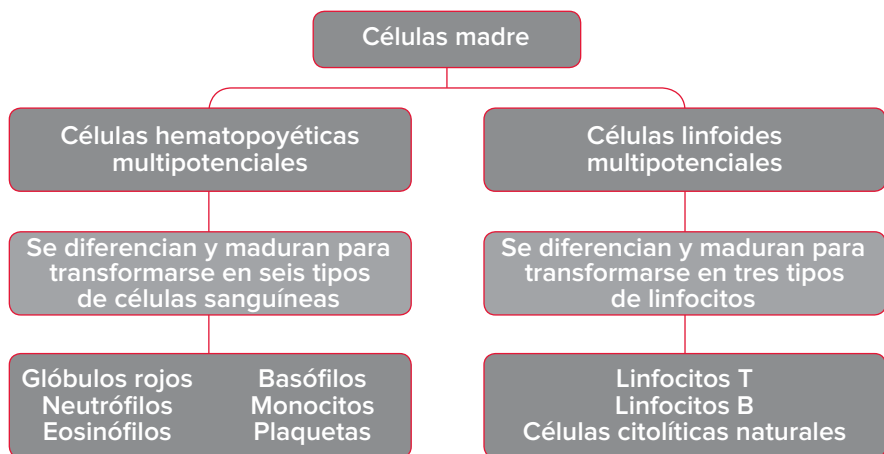 Células madre
Células hematopoyéticas
multipotenciales
Células linfoides
multipotenciales
Se diferencian y maduran para
transformarse en seis tipos
de células sanguíneas
Se diferencian y maduran para
transformarse en tres tipos
de linfocitos
Glóbulos rojos
Neutrófilos
Eosinófilos
Basófilos
Monocitos
Plaquetas
Linfocitos T
Linfocitos B
Células citolíticas naturales